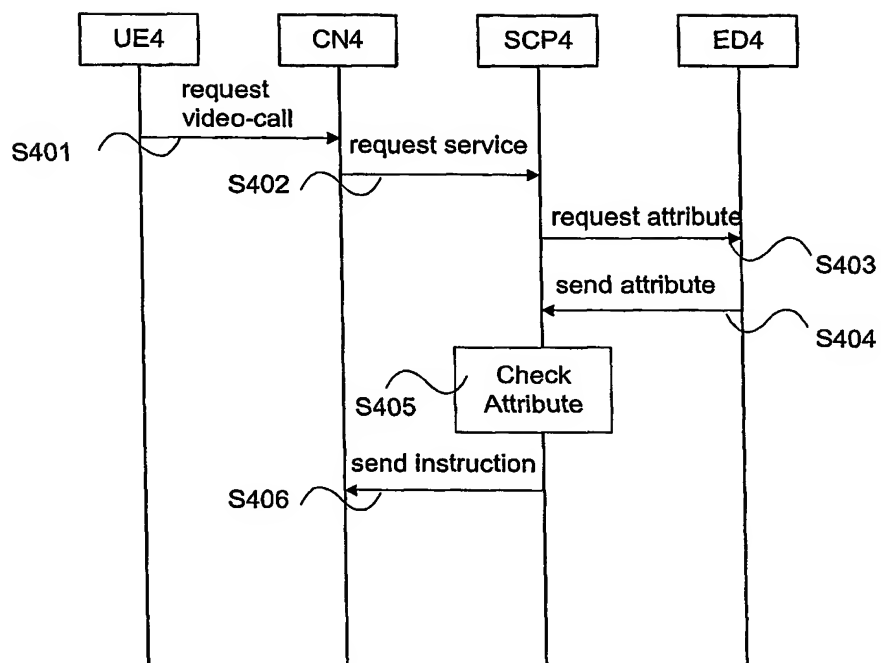 UE4
CN4
SCP4
ED4
request
video-call
S401
request service
S402
request attribute
S403
send attribute
S404
Check
Attribute
S405
send instruction
S406